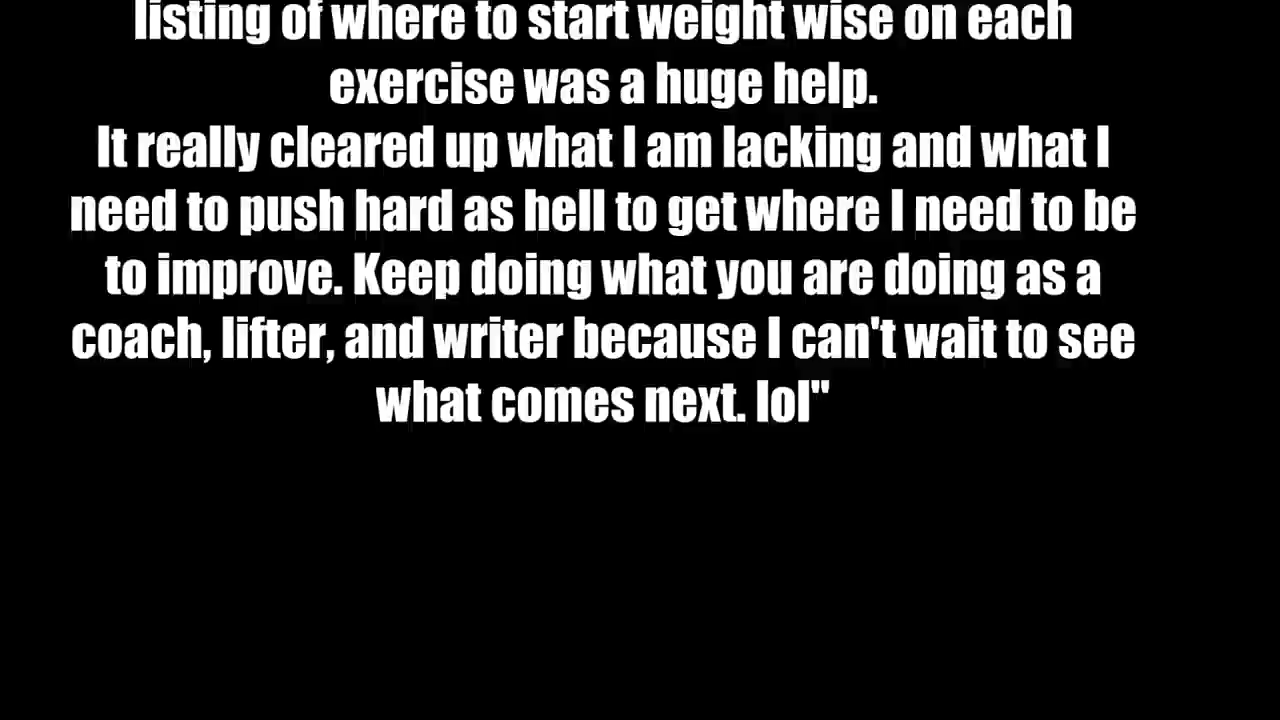 listing of where to start weight wise on each
exercise was a huge help.
It really cleared up what I am lacking and what I
need to push hard as hell to get where I need to be
to improve. Keep doing what you are doing as a
coach, lifter, and writer because I can't wait to see
what comes next. lol"